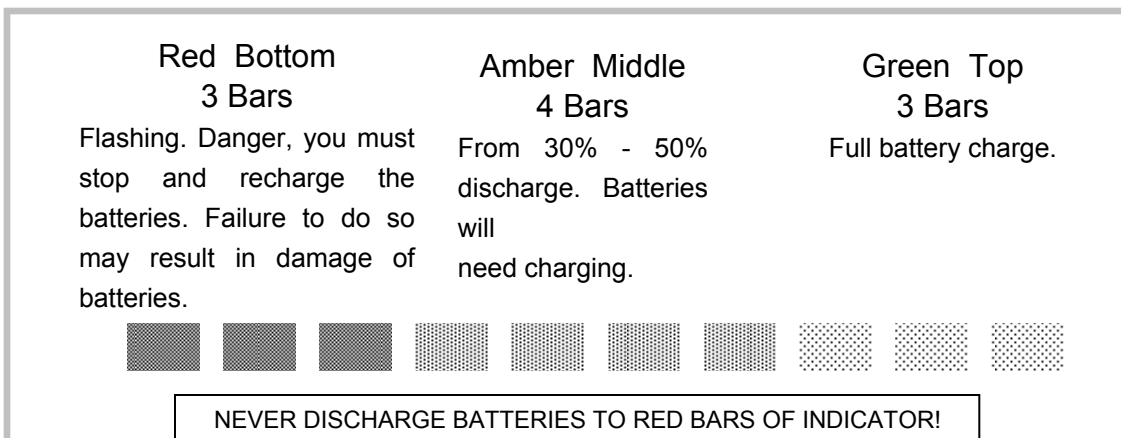 Red Bottom
3 Bars
Flashing. Danger, you must
stop and recharge the
batteries. Failure to do so
may result in damage of
batteries.
Amber Middle
4 Bars
From 30% - 50%
discharge. Batteries
will
need charging.
Green Top
3 Bars
Full battery charge.
NEVER DISCHARGE BATTERIES TO RED BARS OF INDICATOR!